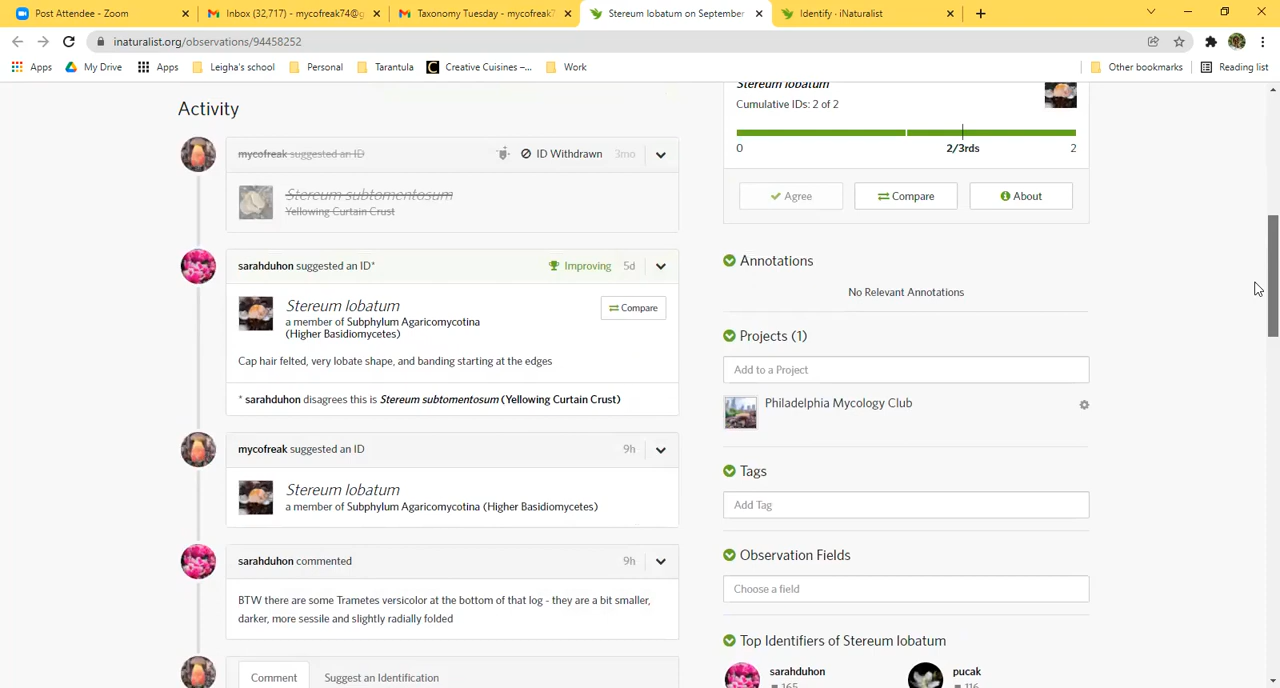 Post Attendee - Zoom
Inbox (32,717) - mycofreak74@g
Taxonomy Tuesday - mycofreak7
Stereum lobatum on September
Identify · iNaturalist
inaturalist.org/observations/94458252
Apps
My Drive
Apps
Leigha's school
Personal
Tarantula
Creative Cuisines –...
Work
Other bookmarks
Reading list
Activity
mycofreak suggested an ID
ID Withdrawn
3mo
Stereum subtomentosum
Yellowing Curtain Crust
sarahduhon suggested an ID*
Improving
5d
Stereum lobatum
Compare
a member of Subphylum Agaricomycotina
(Higher Basidiomycetes)
Cap hair felted, very lobate shape, and banding starting at the edges
* sarahduhon disagrees this is Stereum subtomentosum (Yellowing Curtain Crust)
mycofreak suggested an ID
9h
Stereum lobatum
a member of Subphylum Agaricomycotina (Higher Basidiomycetes)
sarahduhon commented
9h
BTW there are some Trametes versicolor at the bottom of that log - they are a bit smaller,
darker, more sessile and slightly radially folded
Comment
Suggest an Identification
Stereum lobatum
Cumulative IDs: 2 of 2
0
2/3rds
2
Agree
Compare
About
Annotations
No Relevant Annotations
Projects (1)
Add to a Project
Philadelphia Mycology Club
Tags
Add Tag
Observation Fields
Choose a field
Top Identifiers of Stereum lobatum
sarahduhon
165
pucak
116